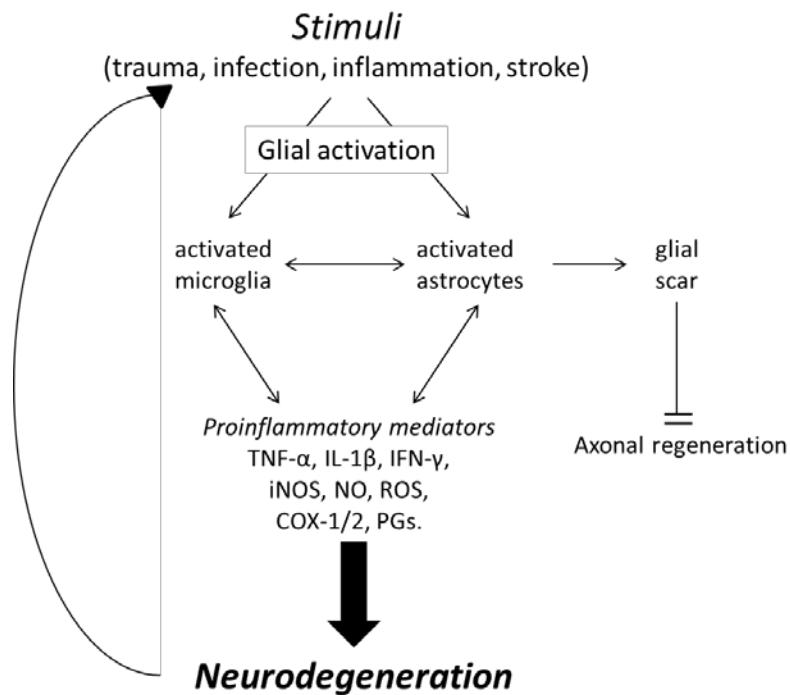 Stimuli
(trauma, infection, inflammation, stroke)
Glial activation
activated
microglia
activated
astrocytes
glial
scar
Proinflammatory mediators
TNF-α, IL-1β, IFN-γ,
iNOS, NO, ROS,
COX-1/2, PGs.
Axonal regeneration
Neurodegeneration